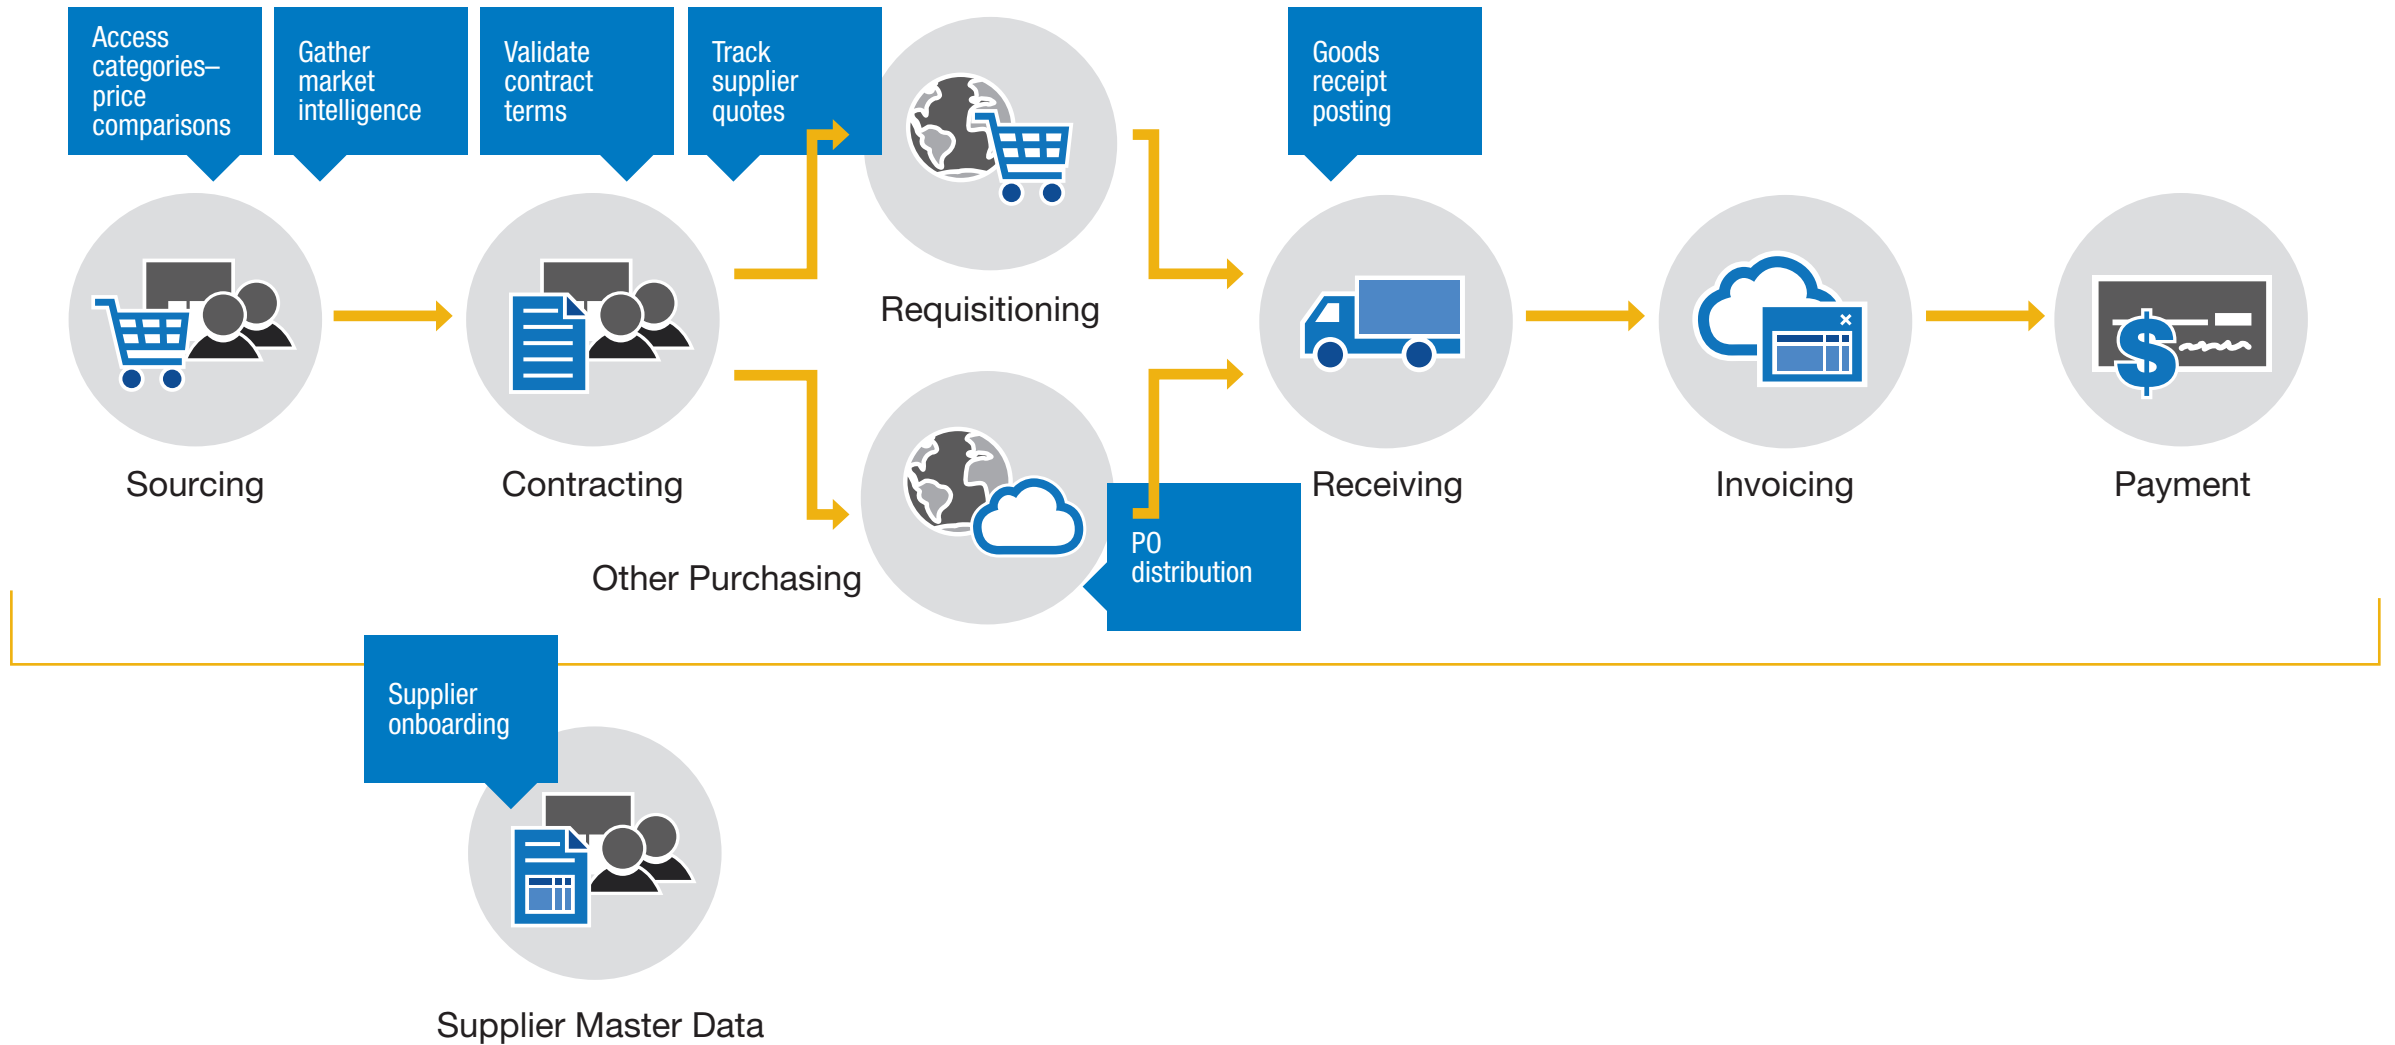 Access
categories–
price
comparisons
Gather
market
intelligence
Validate
contract
terms
Track
supplier
quotes
Goods
receipt
posting
Requisitioning
Sourcing
Contracting
Receiving
Invoicing
Payment
Other Purchasing
PO
distribution
Supplier
onboarding
Supplier Master Data